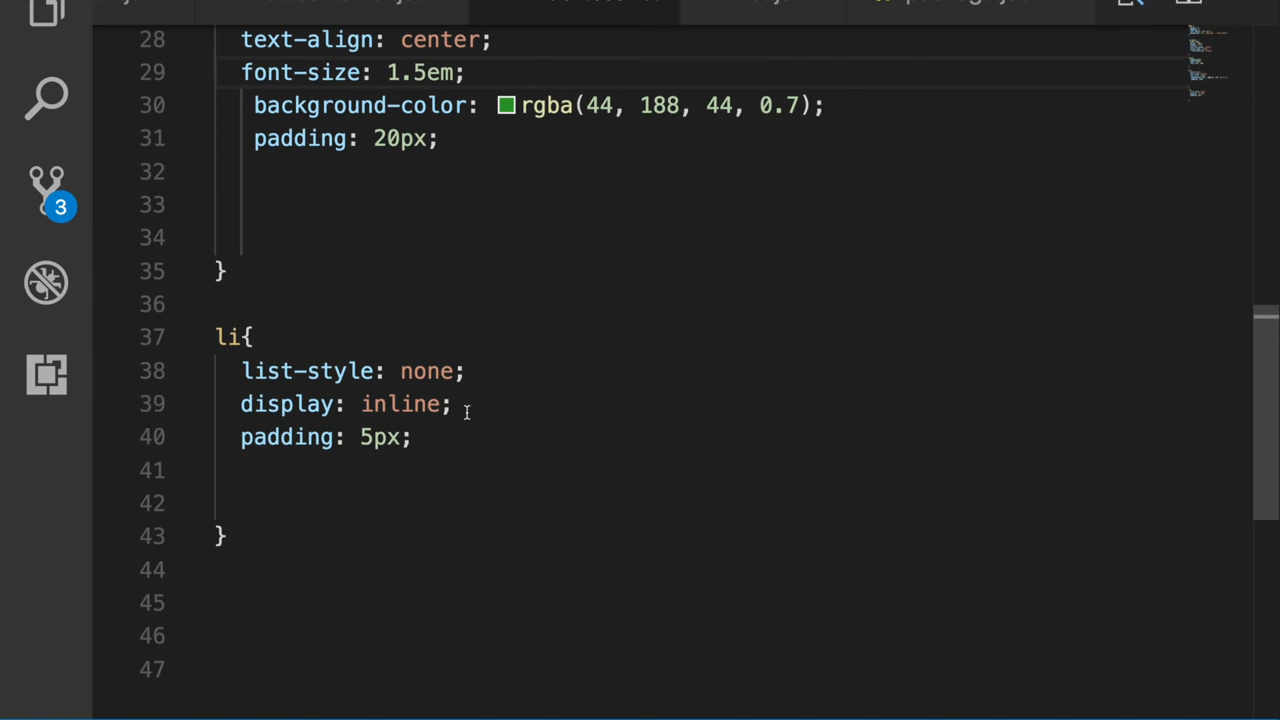 28 text-align: center;
29 font-size: 1.5em;
30 background-color: rgba(44, 188, 44, 0.7);
31 padding: 20px;
32
33
34
35 }
36
37 li{
38 list-style: none;
39 display: inline;
40 padding: 5px;
41
42
43 }
44
45
46
47
3